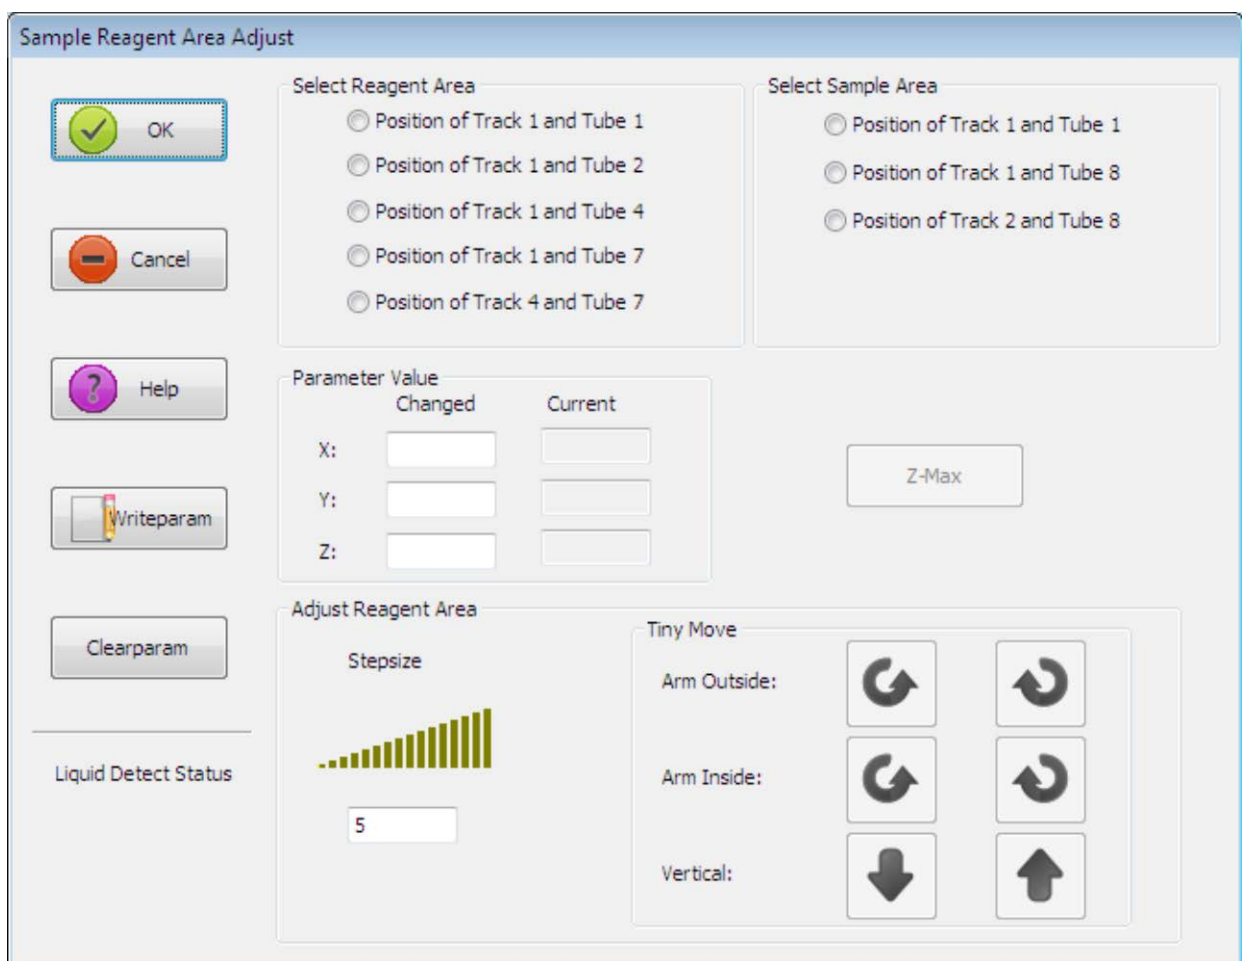 Sample Reagent Area Adjust
OK
Cancel
Help
Writeparam
Clearparam
Liquid Detect Status
Select Reagent Area
Position of Track 1 and Tube 1
Position of Track 1 and Tube 2
Position of Track 1 and Tube 4
Position of Track 1 and Tube 7
Position of Track 4 and Tube 7
Select Sample Area
Position of Track 1 and Tube 1
Position of Track 1 and Tube 8
Position of Track 2 and Tube 8
Parameter Value
Changed Current
X:
Y:
Z:
Z-Max
Adjust Reagent Area
Stepsize
5
Tiny Move
Arm Outside:
Arm Inside:
Vertical: